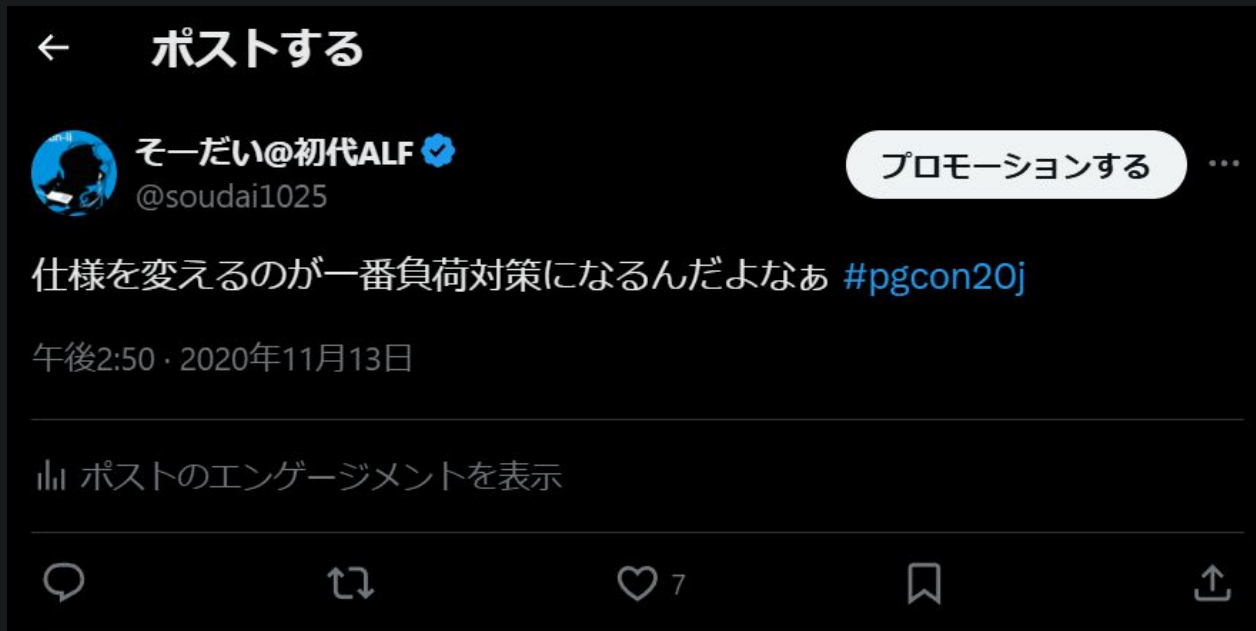 ポストする
そーだい@初代ALF
プロモーションする
@soudai1025
仕様を変えるのが一番負荷対策になるんだよなぁ #pgcon20j
午後2:50 · 2020年11月13日
ポストのエンゲージメントを表示
7